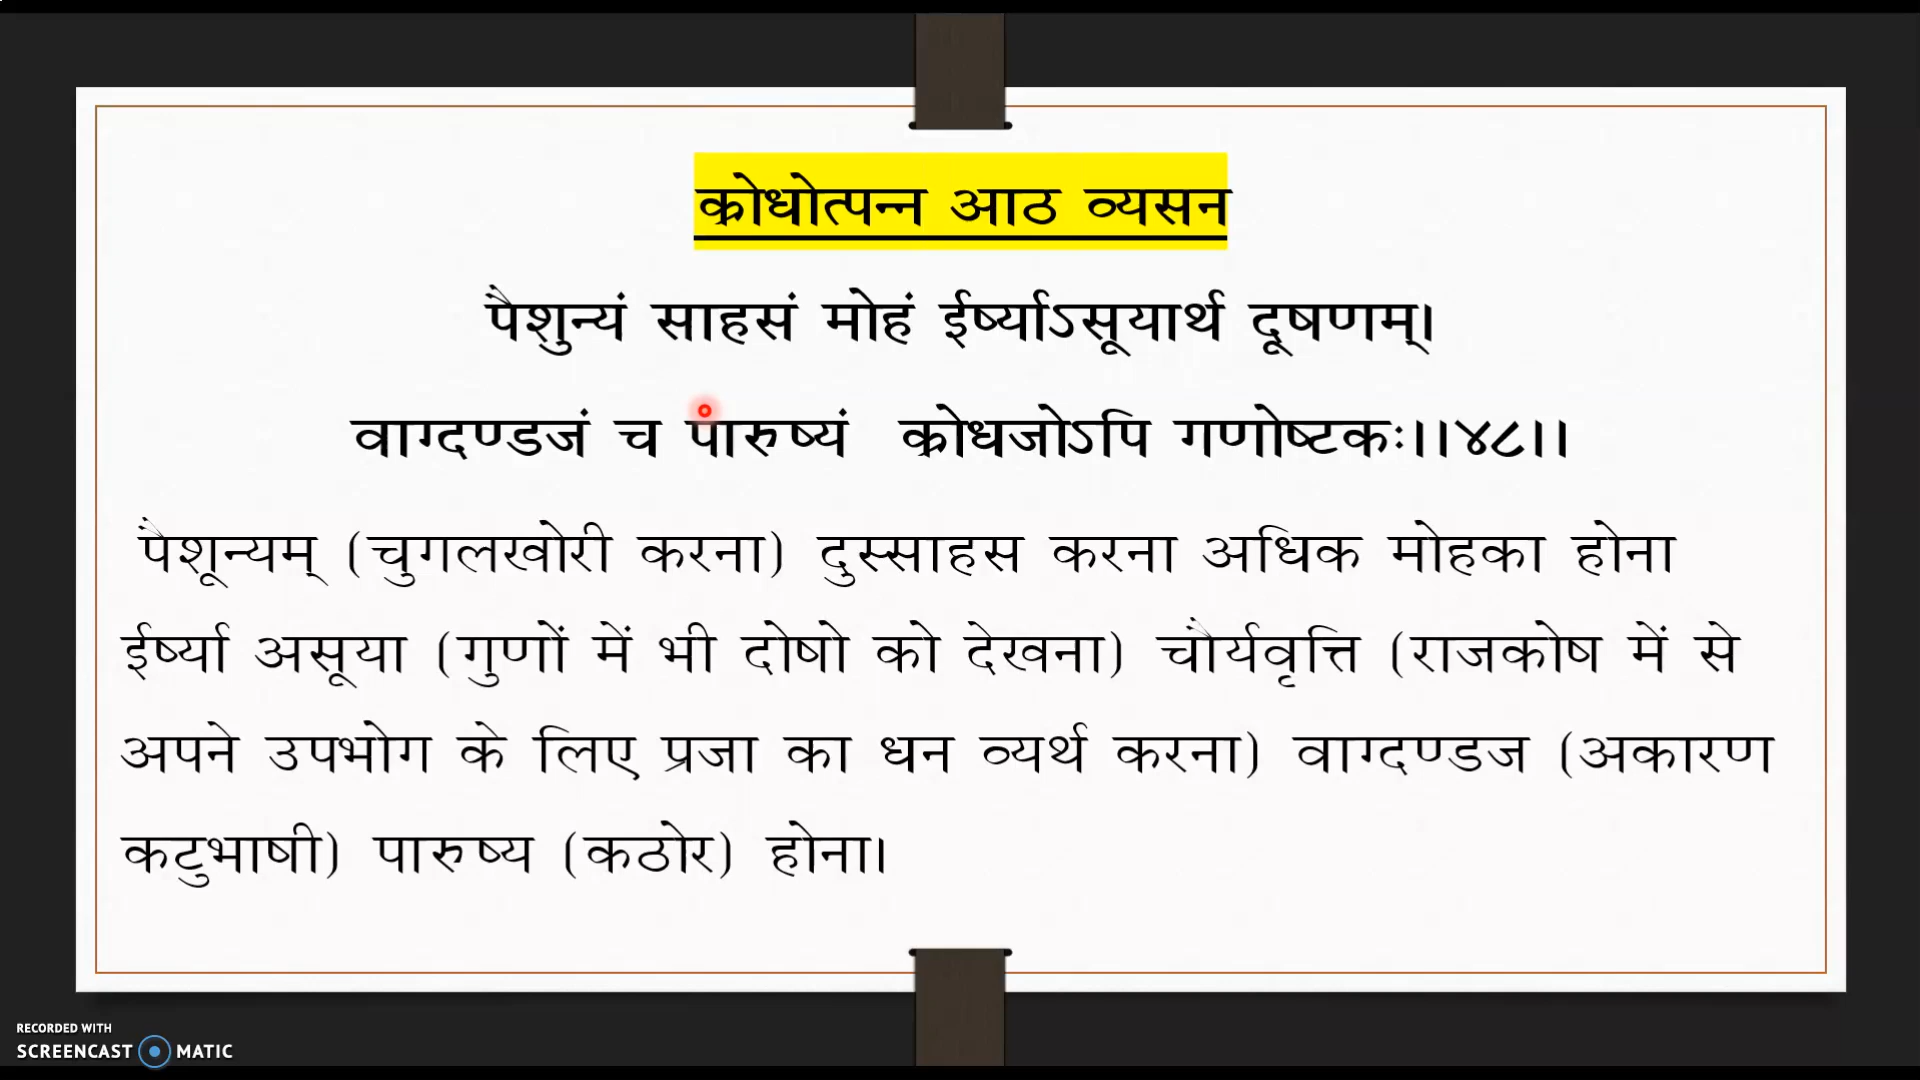 क्रोधोत्पन्न आठ व्यसन
पैशुन्यं साहसं मोहं ईर्ष्याऽसूयार्थ दूषणम्।
वाग्दण्डजं च पारुष्यं क्रोधजोऽपि गणोष्टकः।।४८।।
पैशून्यम् (चुगलखोरी करना) दुस्साहस करना अधिक मोहका होना
ईर्ष्या असूया (गुणों में भी दोषो को देखना) चौर्यवृत्ति (राजकोष में से
अपने उपभोग के लिए प्रजा का धन व्यर्थ करना) वाग्दण्डज (अकारण
कटुभाषी) पारुष्य (कठोर) होना।
RECORDED WITH
SCREENCAST MATIC